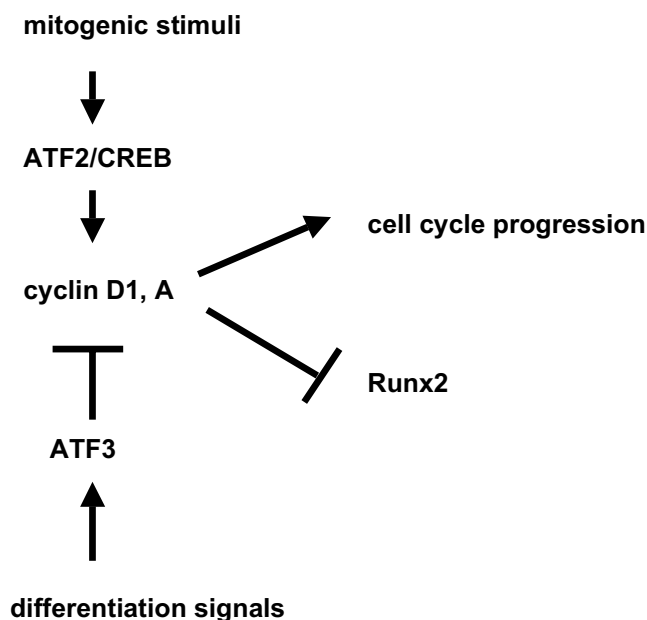 mitogenic stimuli
ATF2/CREB
cell cycle progression
cyclin D1, A
Runx2
ATF3
differentiation signals